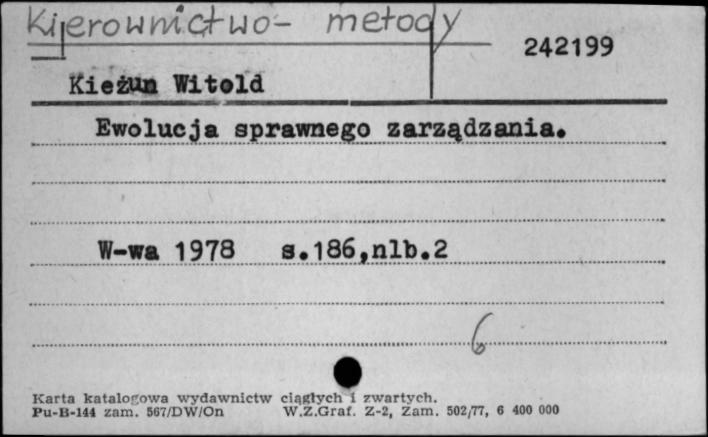 Kierownictwo- metody
242199
Kieżun Witold
Ewolucja sprawnego zarządzania.
W-wa 1978 s.186,nlb.2
6
Karta katalogowa wydawnictw ciągłych i zwartych.
Pu-B-144 zam. 567/DW/On W.Z.Graf. Z-2, Zam. 502/77, 6 400 000